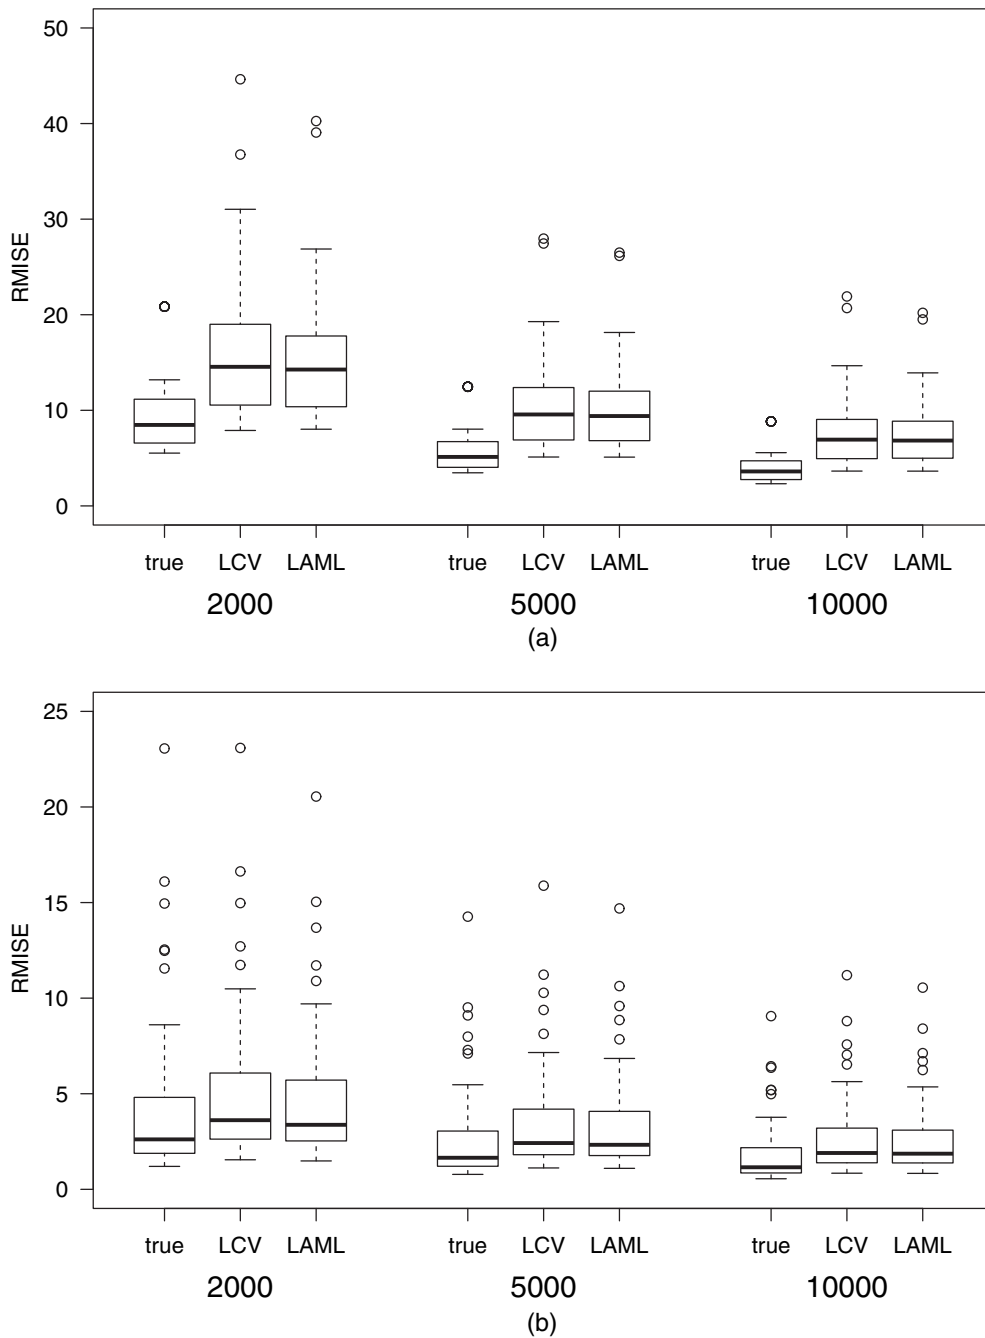 50
40
30
20
10
0
RMISE
true LCV LAML true LCV LAML true LCV LAML
2000 5000 10000
(a)
25
20
15
10
5
0
RMISE
true LCV LAML true LCV LAML true LCV LAML
2000 5000 10000
(b)